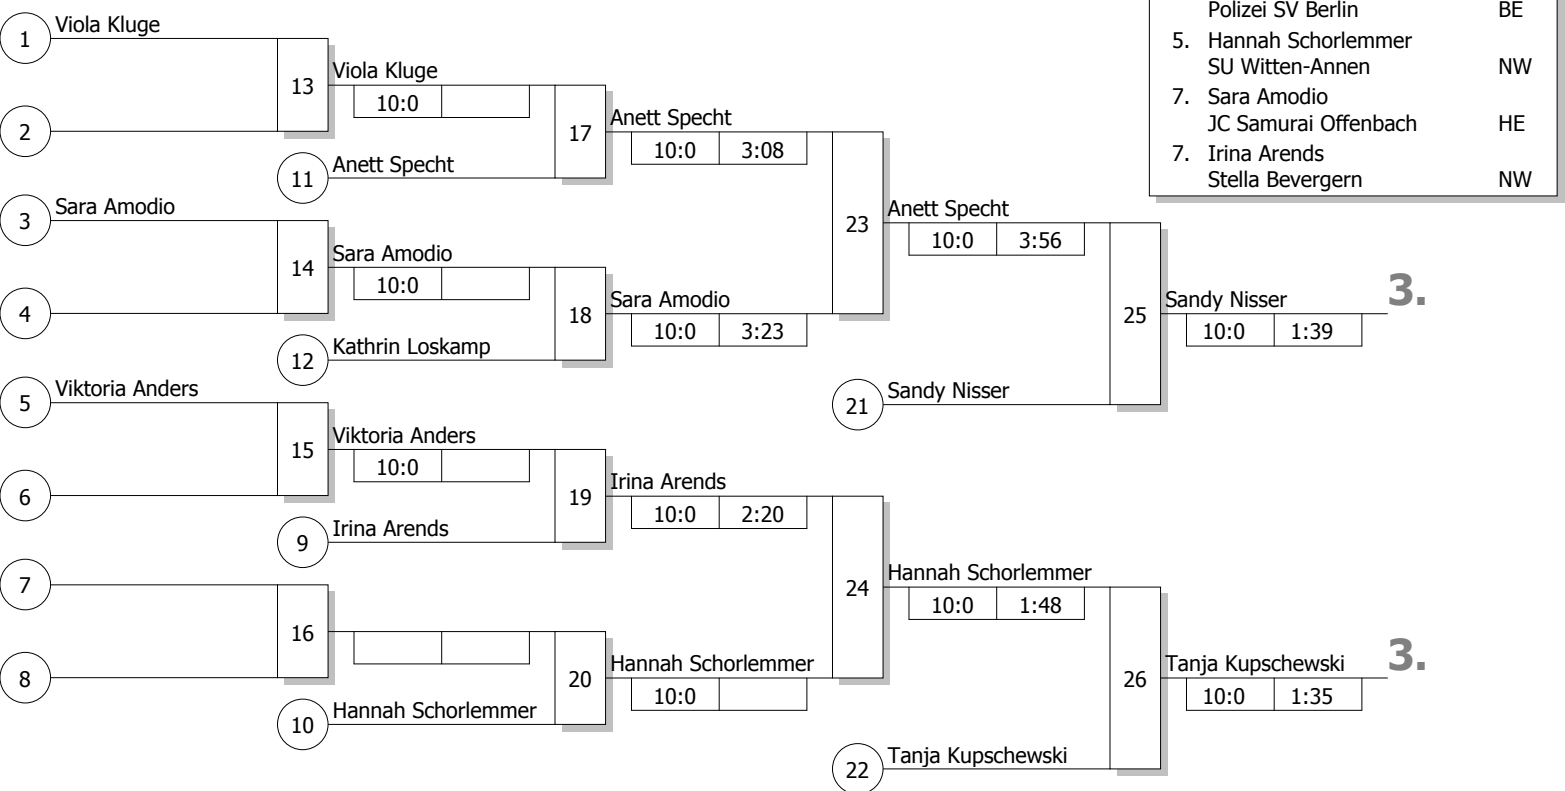 Polizei SV Berlin BE
5. Hannah Schorlemmer
SU Witten-Annen NW
7. Sara Amodio
JC Samurai Offenbach HE
7. Irina Arends
Stella Bevergern NW
1 Viola Kluge
2
13
Viola Kluge
10:0
11 Anett Specht
17
Anett Specht
10:0 3:08
3 Sara Amodio
4
14
Sara Amodio
10:0
12 Kathrin Loskamp
18
Sara Amodio
10:0 3:23
23
Anett Specht
10:0 3:56
21 Sandy Nisser
25
Sandy Nisser 3.
10:0 1:39
5 Viktoria Anders
6
15
Viktoria Anders
10:0
9 Irina Arends
19
Irina Arends
10:0 2:20
7
8
16
10 Hannah Schorlemmer
20
Hannah Schorlemmer
10:0
24
Hannah Schorlemmer
10:0 1:48
22 Tanja Kupschewski
26
Tanja Kupschewski 3.
10:0 1:35